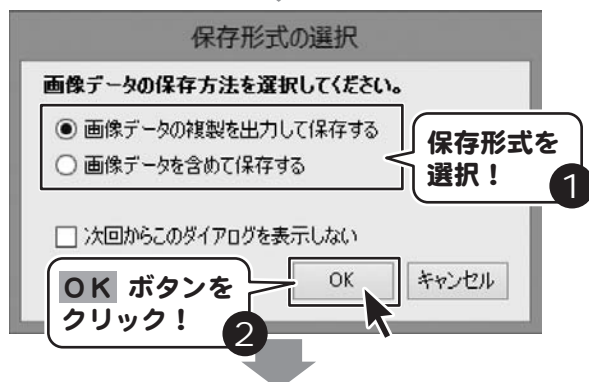 保存形式の選択
画像データの保存方法を選択してください。
画像データの複製を出力して保存する
画像データを含めて保存する
保存形式を
選択！
1
次回からこのダイアログを表示しない
OK ボタンを
クリック！
2
OK
キャンセル